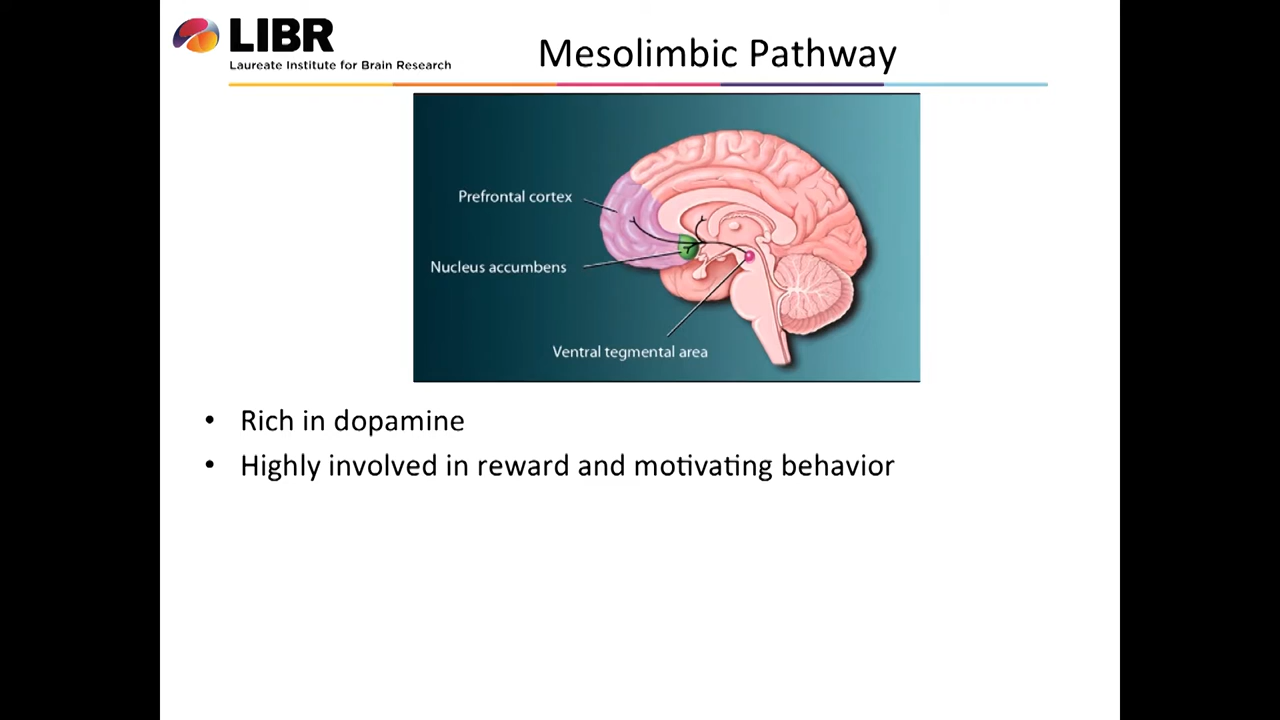 LIBR
Laureate Institute for Brain Research
Mesolimbic Pathway
Prefrontal cortex
Nucleus accumbens
Ventral tegmental area
• Rich in dopamine
• Highly involved in reward and motivating behavior